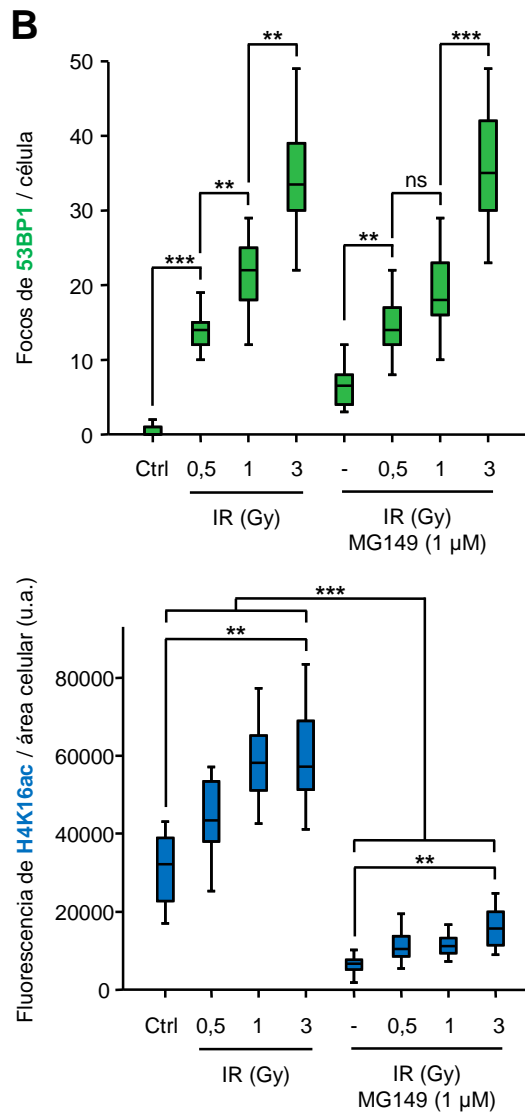 B
Focos de 53BP1 / célula
50
40
30
20
10
0
***
**
**
**
ns
***
Ctrl 0,5 1 3 - 0,5 1 3
IR (Gy) IR (Gy)
MG149 (1 µM)
Fluorescencia de H4K16ac / área celular (u.a.)
80000
60000
40000
20000
0
***
**
**
Ctrl 0,5 1 3 - 0,5 1 3
IR (Gy) IR (Gy)
MG149 (1 µM)